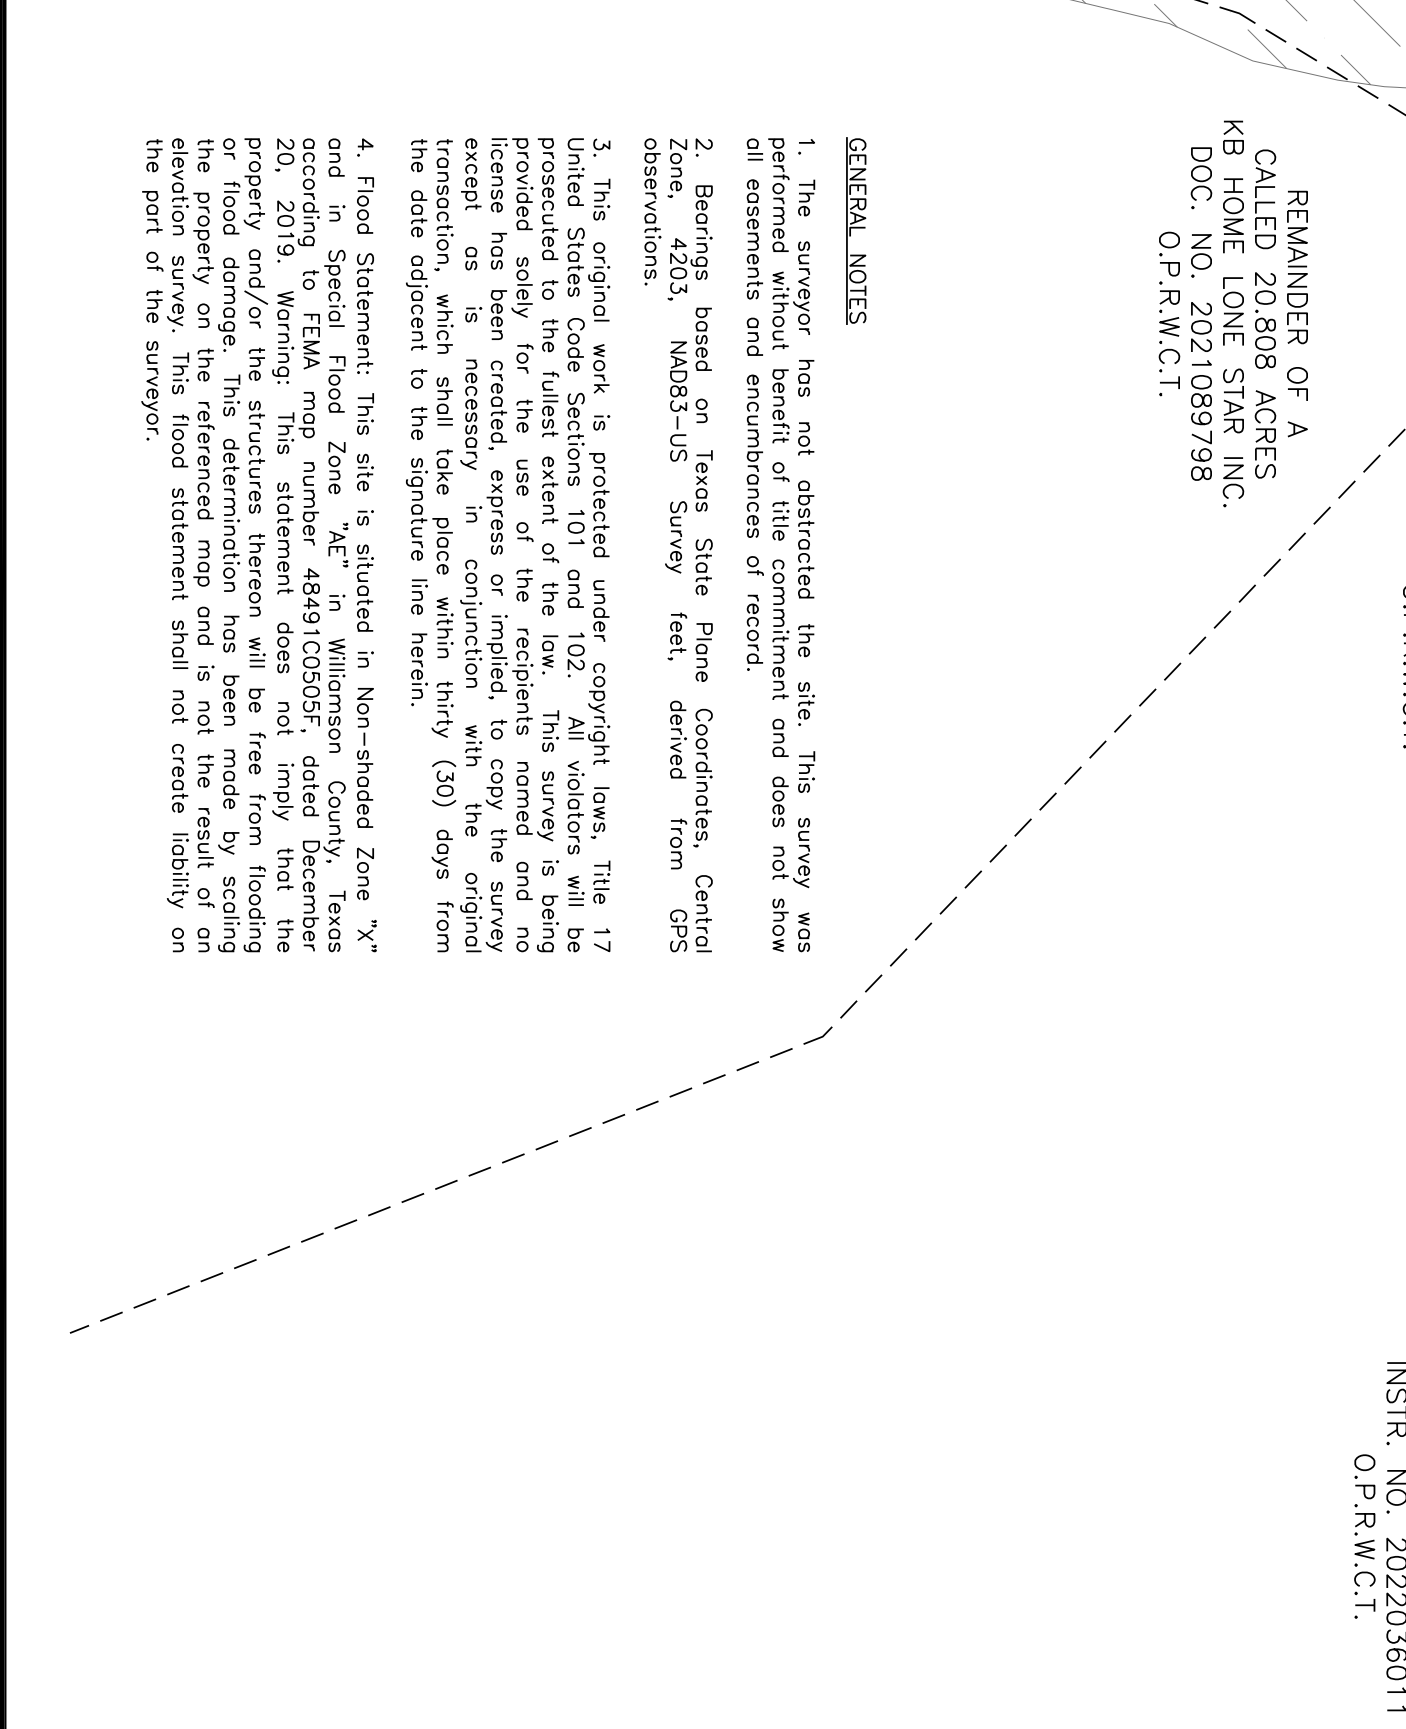 REMAINDER OF A
CALLED 20.808 ACRES
KB HOME LONE STAR INC.
DOC. NO. 2021089798
O.P.R.W.C.T.
INSTR. NO. 2022036011
O.P.R.W.C.T.
GENERAL NOTES
1. The surveyor has not abstracted the site. This survey was
performed without benefit of title commitment and does not show
all easements and encumbrances of record.
2. Bearings based on Texas State Plane Coordinates, Central
Zone, 4203, NAD83-US Survey feet, derived from GPS
observations.
3. This original work is protected under copyright laws, Title 17
United States Code Sections 101 and 102. All violators will be
prosecuted to the fullest extent of the law. This survey is being
provided solely for the use of the recipients named and no
license has been created, express or implied, to copy the survey
except as is necessary in conjunction with the original
transaction, which shall take place within thirty (30) days from
the date adjacent to the signature line herein.
4. Flood Statement: This site is situated in Non-shaded Zone "X"
and in Special Flood Zone "AE" in Williamson County, Texas
according to FEMA map number 48491C0505F, dated December
20, 2019. Warning: This statement does not imply that the
property and/or the structures thereon will be free from flooding
or flood damage. This determination has been made by scaling
the property on the referenced map and is not the result of an
elevation survey. This flood statement shall not create liability on
the part of the surveyor.